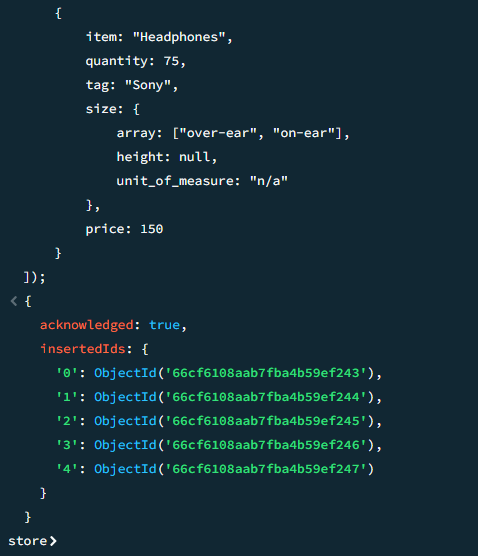 {
item: "Headphones",
quantity: 75,
tag: "Sony",
size: {
array: ["over-ear", "on-ear"],
height: null,
unit_of_measure: "n/a"
},
price: 150
}
]);
< {
acknowledged: true,
insertedIds: {
'0': ObjectId('66cf6108aab7fba4b59ef243'),
'1': ObjectId('66cf6108aab7fba4b59ef244'),
'2': ObjectId('66cf6108aab7fba4b59ef245'),
'3': ObjectId('66cf6108aab7fba4b59ef246'),
'4': ObjectId('66cf6108aab7fba4b59ef247')
}
}
store>